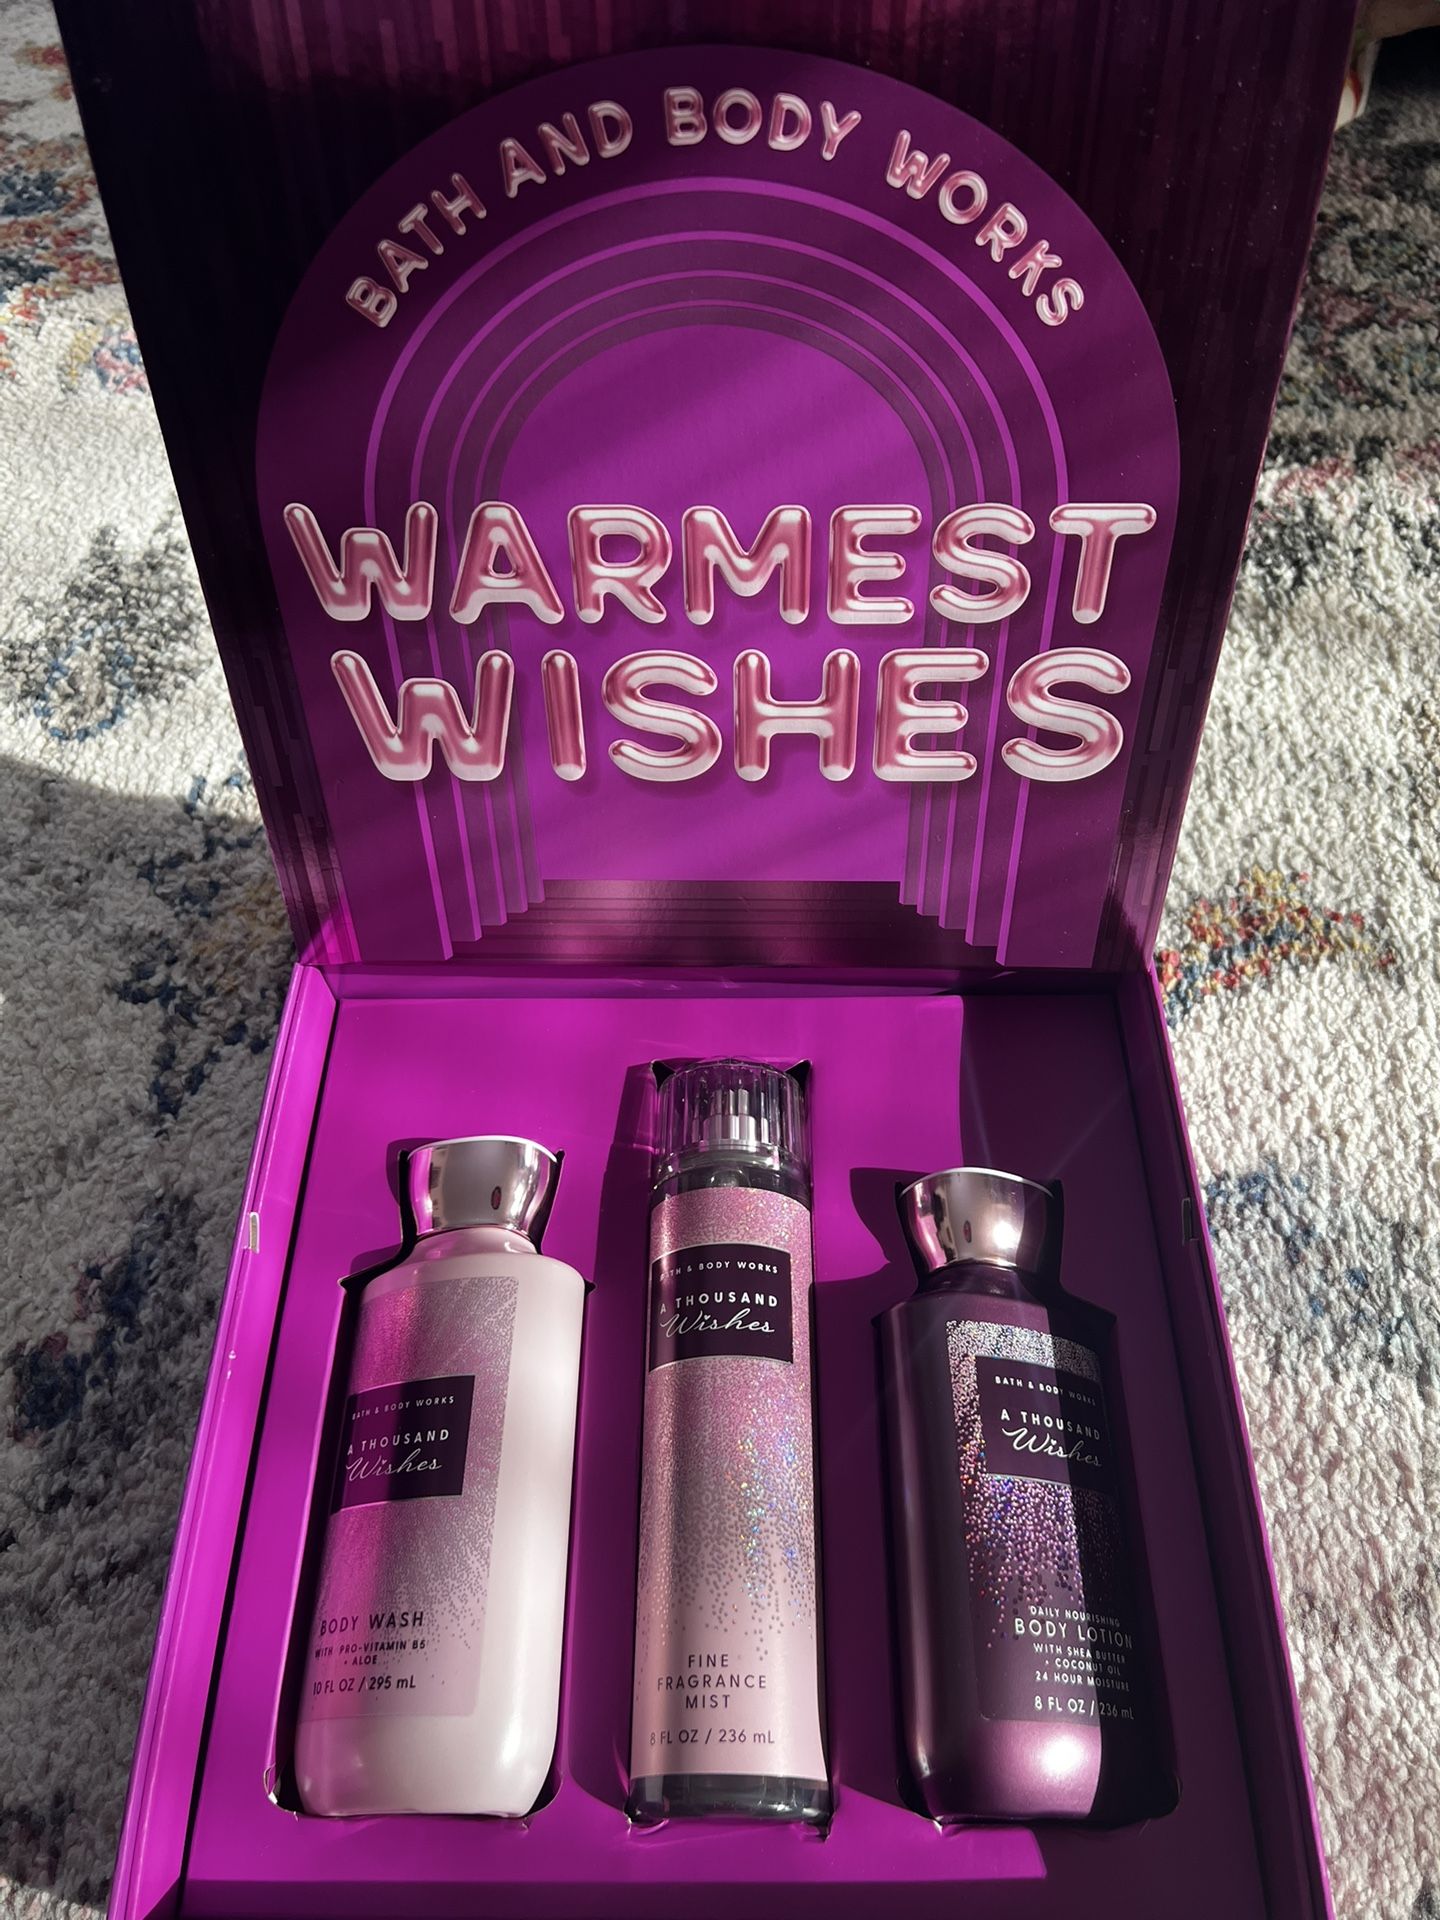 BATH AND BODY WORKS
WARMEST
WISHES
BATH & BODY WORKS
A THOUSAND
Wishes
BODY WASH
WITH PRO-VITAMIN B5
+ ALOE
10 FL OZ / 295 mL
BATH & BODY WORKS
A THOUSAND
Wishes
FINE
FRAGRANCE
MIST
8 FL OZ / 236 mL
BATH & BODY WORKS
A THOUSAND
Wishes
DAILY NOURISHING
BODY LOTION
WITH SHEA BUTTER
+ COCONUT OIL
24 HOUR MOISTURE
8 FL OZ / 236 mL